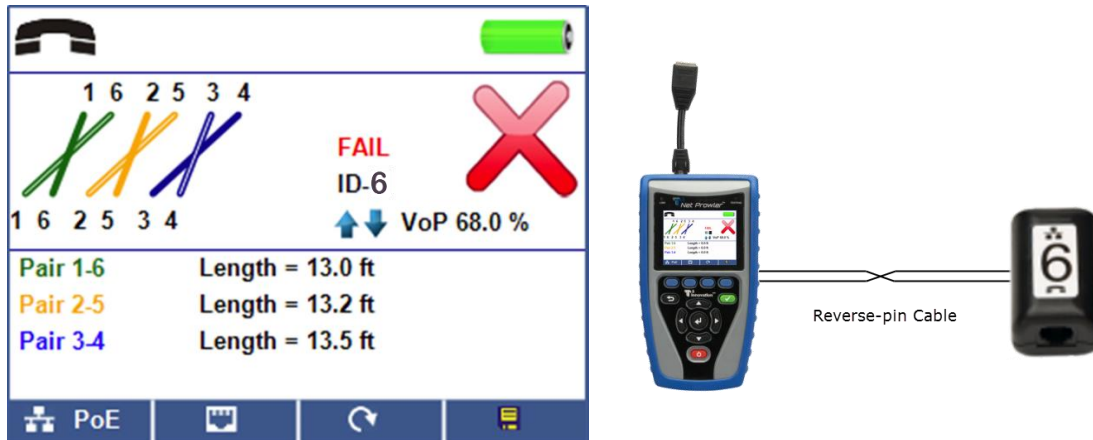 1 6 2 5 3 4
FAIL
ID-6
1 6 2 5 3 4
VoP 68.0 %
Pair 1-6 Length = 13.0 ft
Pair 2-5 Length = 13.2 ft
Pair 3-4 Length = 13.5 ft
PoE
Net Prowler
Reverse-pin Cable
6